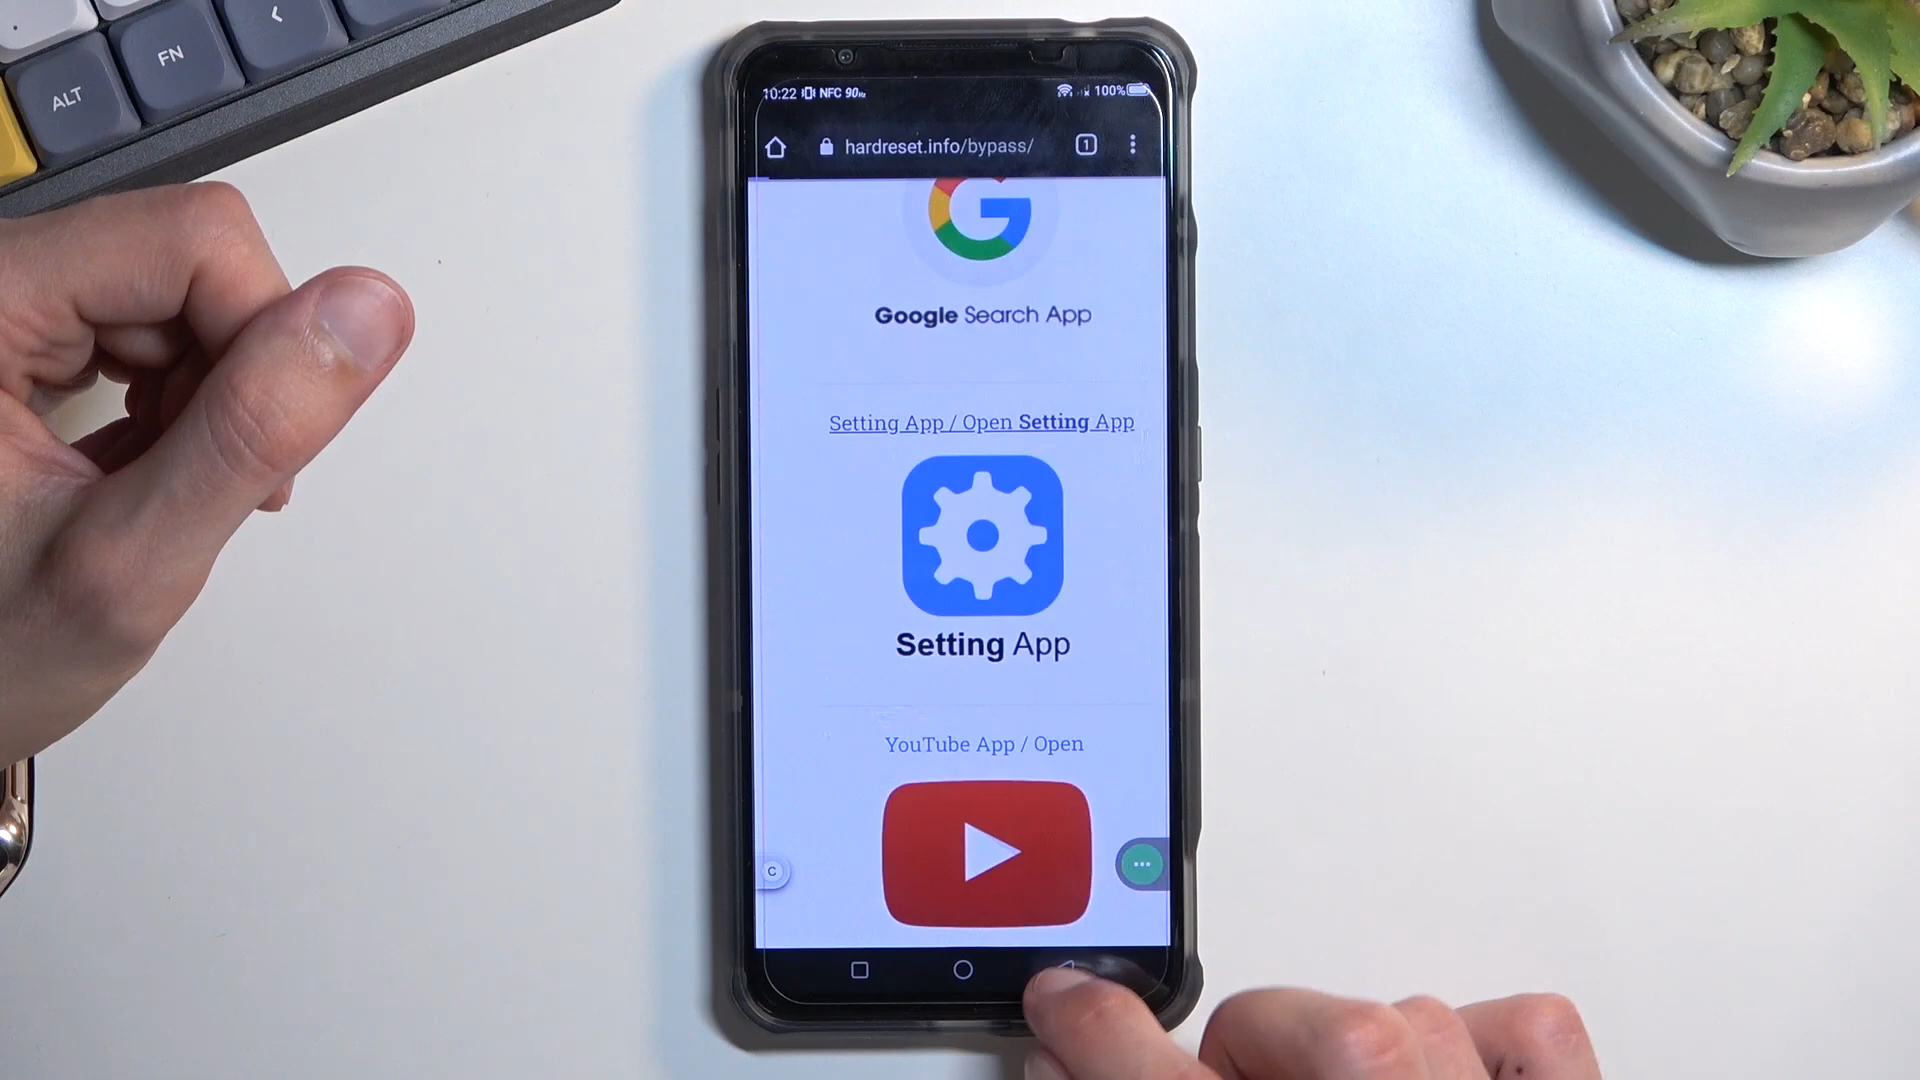 FN
ALT
10:22 NFC 90Hz 100%
hardreset.info/bypass/ 1
Google Search App
Setting App / Open Setting App
Setting App
YouTube App / Open
C